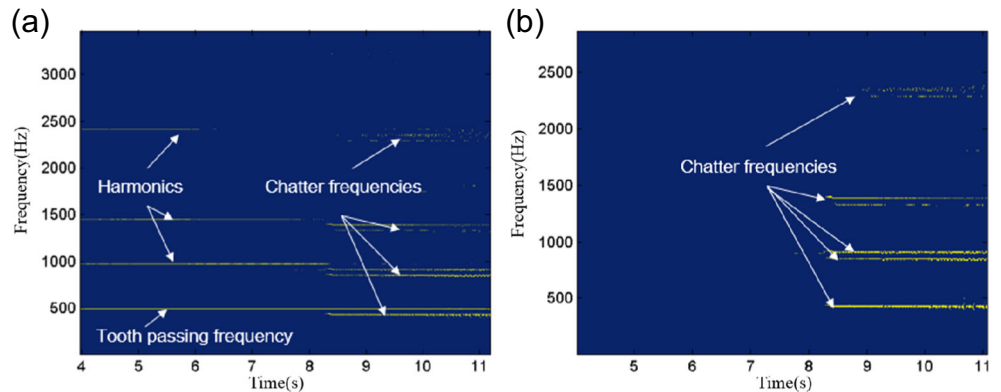 (a)
Frequency(Hz)
3000
2500
2000
1500
1000
500
Harmonics
Chatter frequencies
Tooth passing frequency
4 5 6 7 8 9 10 11
Time(s)
(b)
Frequency(Hz)
2500
2000
1500
1000
500
Chatter frequencies
5 6 7 8 9 10 11
Time(s)